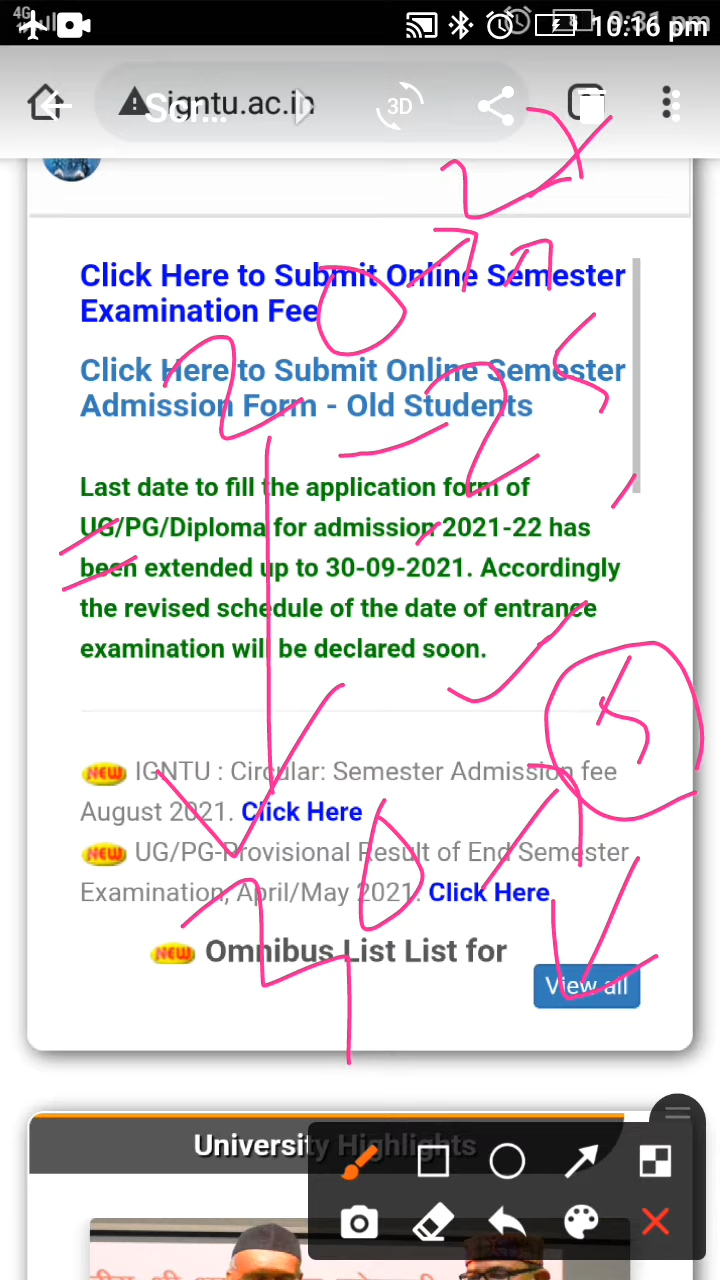 4G
10:16 pm
igntu.ac.in
3D
Click Here to Submit Online Semester
Examination Fee
Click Here to Submit Online Semester
Admission Form - Old Students
Last date to fill the application form of
UG/PG/Diploma for admission 2021-22 has
been extended up to 30-09-2021. Accordingly
the revised schedule of the date of entrance
examination will be declared soon.
NEW IGNTU : Circular: Semester Admission fee
August 2021. Click Here
NEW UG/PG-Provisional Result of End Semester
Examination, April/May 2021. Click Here
NEW Omnibus List List for
View all
University Highlights